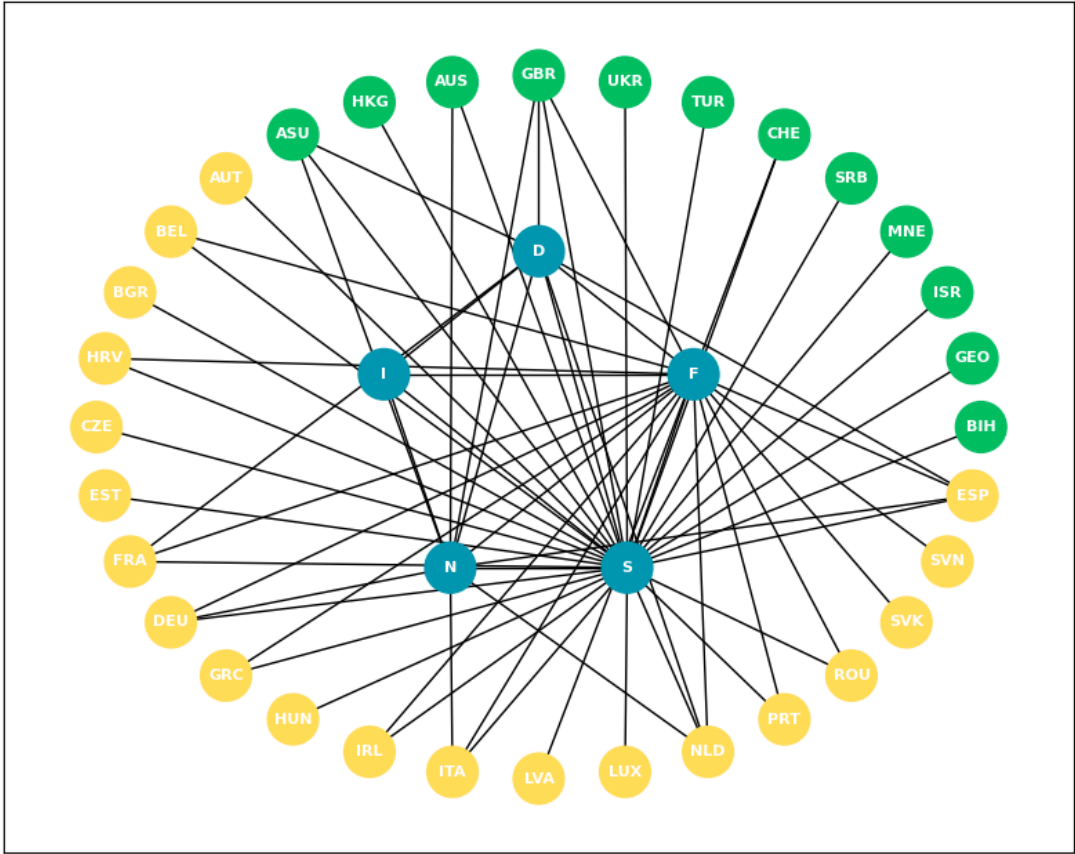 GBR
AUS
UKR
HKG
TUR
ASU
CHE
AUT
SRB
BEL
MNE
D
BGR
ISR
HRV
GEO
I
F
CZE
BIH
EST
ESP
FRA
SVN
N
S
DEU
SVK
GRC
ROU
HUN
PRT
IRL
NLD
ITA
LUX
LVA